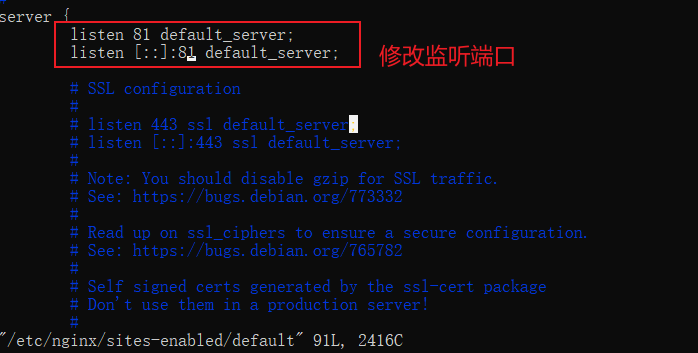 #
server {
listen 81 default_server;
listen [::]:81 default_server;
修改监听端口
# SSL configuration
#
# listen 443 ssl default_server;
# listen [::]:443 ssl default_server;
#
# Note: You should disable gzip for SSL traffic.
# See: https://bugs.debian.org/773332
#
# Read up on ssl_ciphers to ensure a secure configuration.
# See: https://bugs.debian.org/765782
#
# Self signed certs generated by the ssl-cert package
# Don't use them in a production server!
#
"/etc/nginx/sites-enabled/default" 91L, 2416C